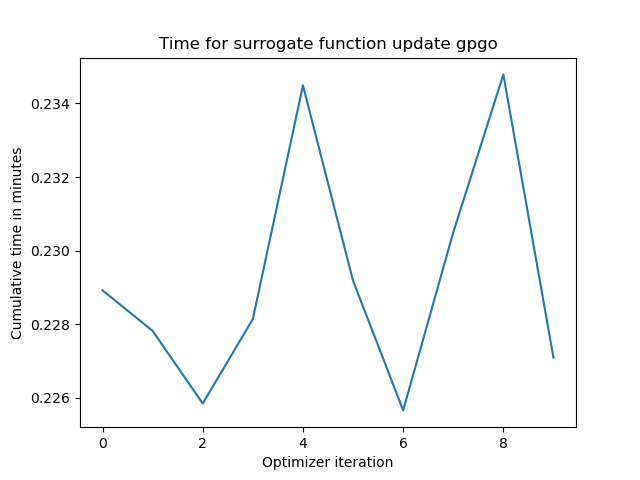 Time for surrogate function update gpgo
Cumulative time in minutes
0.234
0.232
0.230
0.228
0.226
0 2 4 6 8
Optimizer iteration